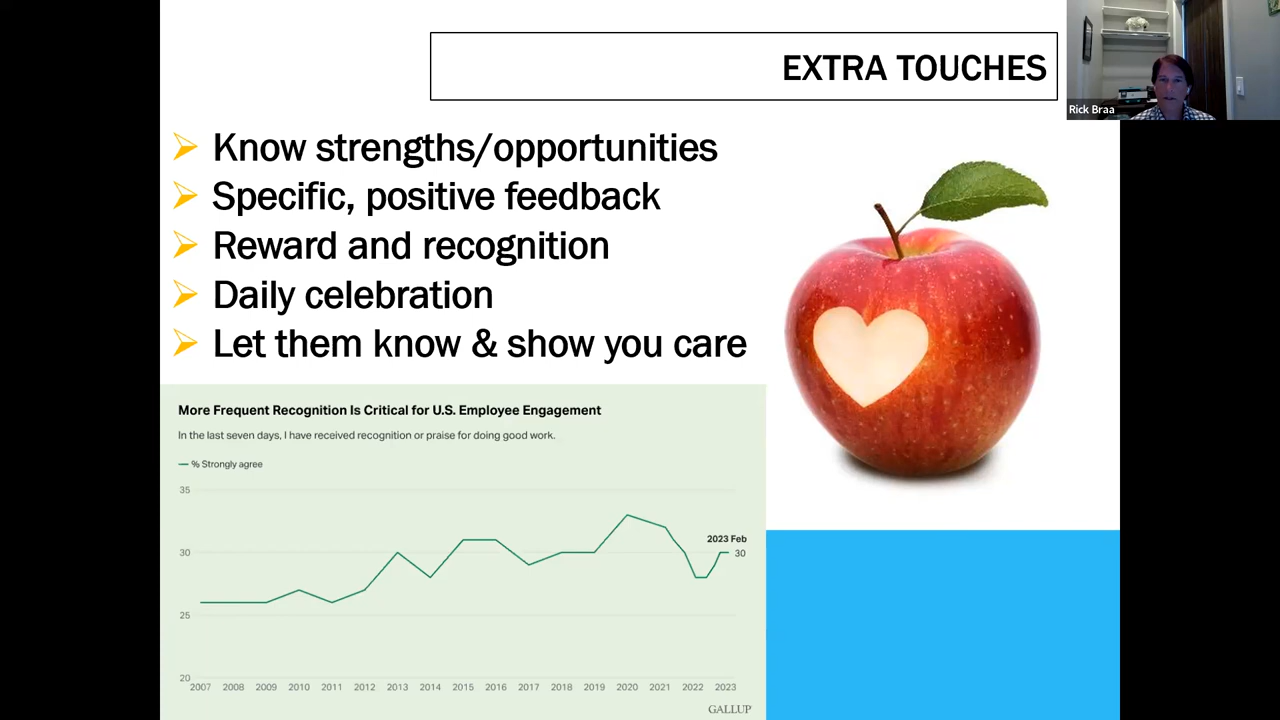 EXTRA TOUCHES
Rick Braa
Know strengths/opportunities
Specific, positive feedback
Reward and recognition
Daily celebration
Let them know & show you care
More Frequent Recognition Is Critical for U.S. Employee Engagement
In the last seven days, I have received recognition or praise for doing good work.
% Strongly agree
35
2023 Feb
30
30
25
20
2007 2008 2009 2010 2011 2012 2013 2014 2015 2016 2017 2018 2019 2020 2021 2022 2023
GALLUP